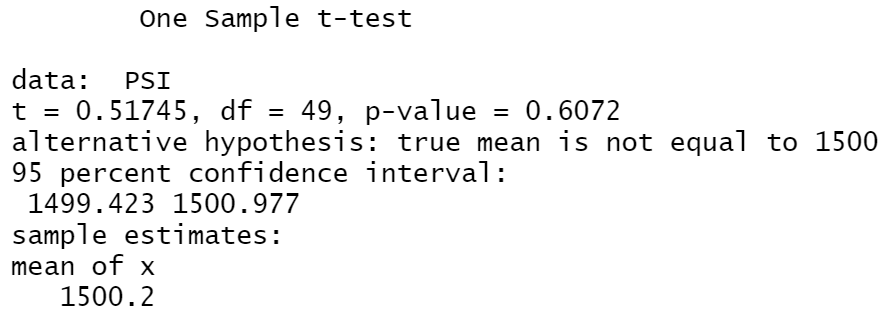 One Sample t-test
data:  PSI
t = 0.51745, df = 49, p-value = 0.6072
alternative hypothesis: true mean is not equal to 1500
95 percent confidence interval:
1499.423 1500.977
sample estimates:
mean of x
1500.2